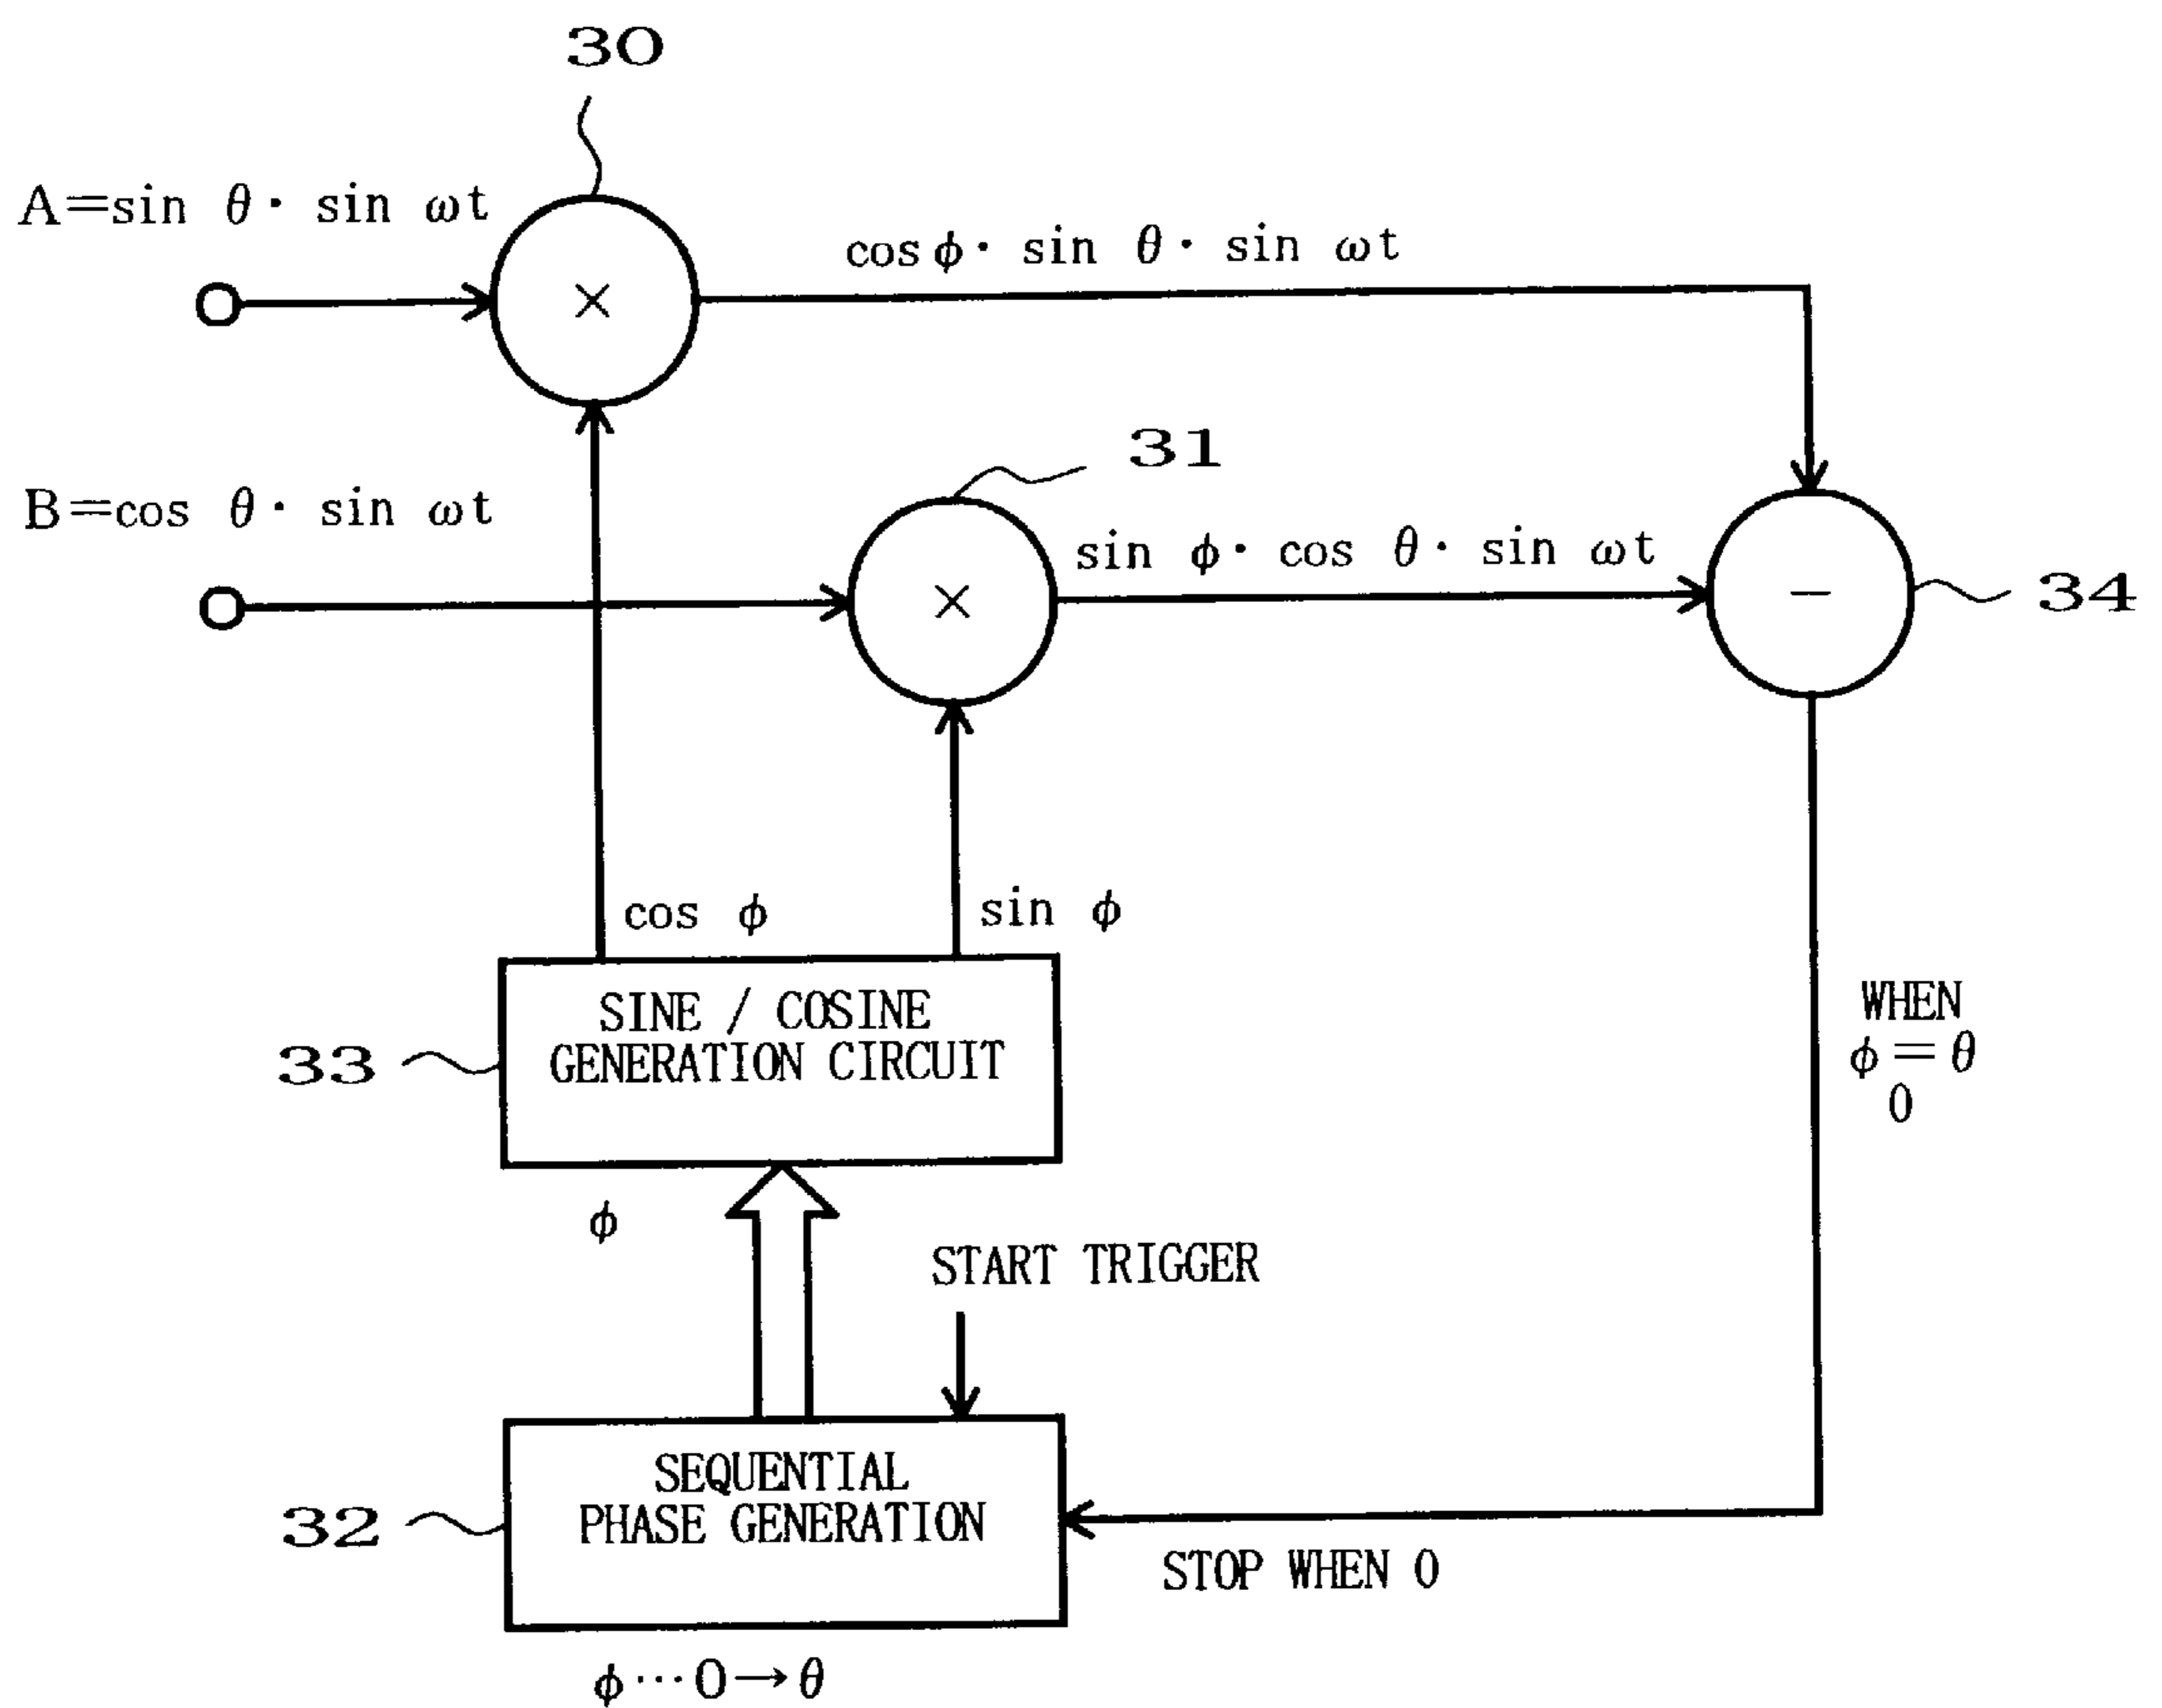 30
A=sin θ・sin ωt
cosϕ・sin θ・sin ωt
×
31
B=cos θ・sin ωt
sin ϕ・cos θ・sin ωt
×
−
34
cos ϕ
sin ϕ
SINE / COSINE
GENERATION CIRCUIT
33
WHEN
ϕ=θ
0
ϕ
START TRIGGER
SEQUENTIAL
PHASE GENERATION
32
STOP WHEN 0
ϕ…0→θ